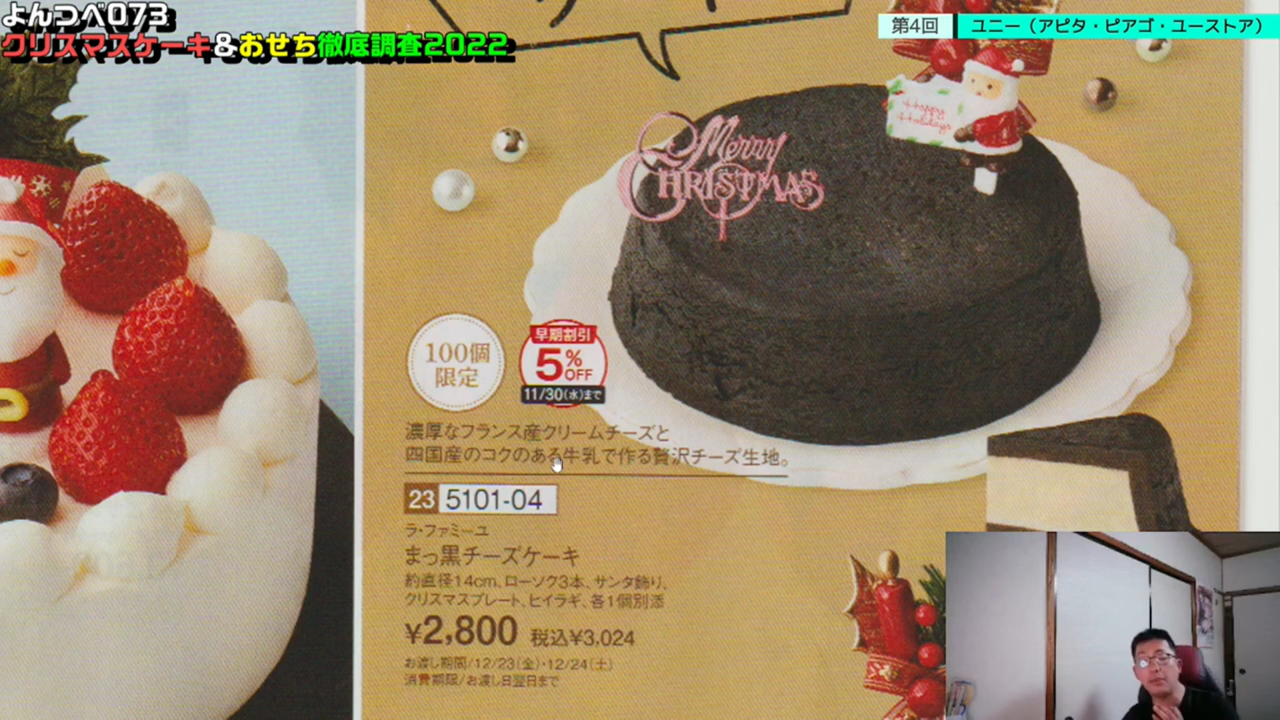 よんつべ073
クリスマスケーキ&おせち徹底調査2022
第4回
ユニー（アピタ・ピアゴ・ユーストア）
Merry
CHRISTMAS
Happy
Holidays
100個
限定
早期割引
5%
OFF
11/30(水)まで
濃厚なフランス産クリームチーズと
四国産のコクのある牛乳で作る贅沢チーズ生地。
23 5101-04
ラ・ファミーユ
まっ黒チーズケーキ
約直径14cm、ローソク3本、サンタ飾り、
クリスマスプレート、ヒイラギ、各1個別添
¥2,800 税込¥3,024
お渡し期間/12/23(金)・12/24(土)
消費期限/お渡し日翌日まで